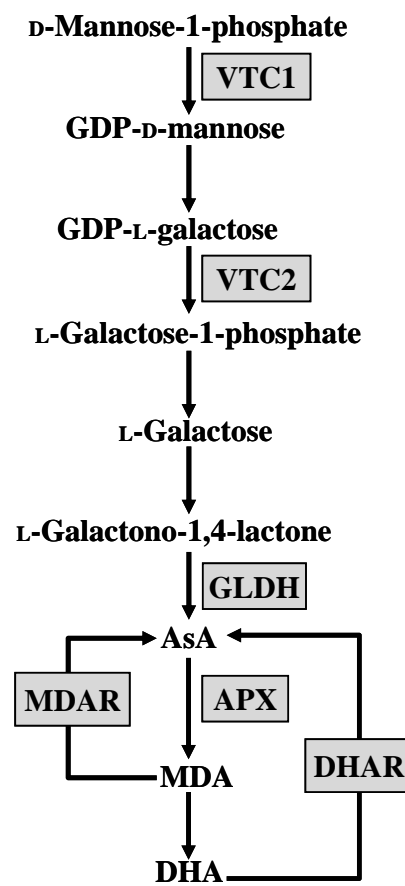 D-Mannose-1-phosphate
VTC1
GDP-D-mannose
GDP-L-galactose
VTC2
L-Galactose-1-phosphate
L-Galactose
L-Galactono-1,4-lactone
GLDH
AsA
MDAR
APX
DHAR
MDA
DHA